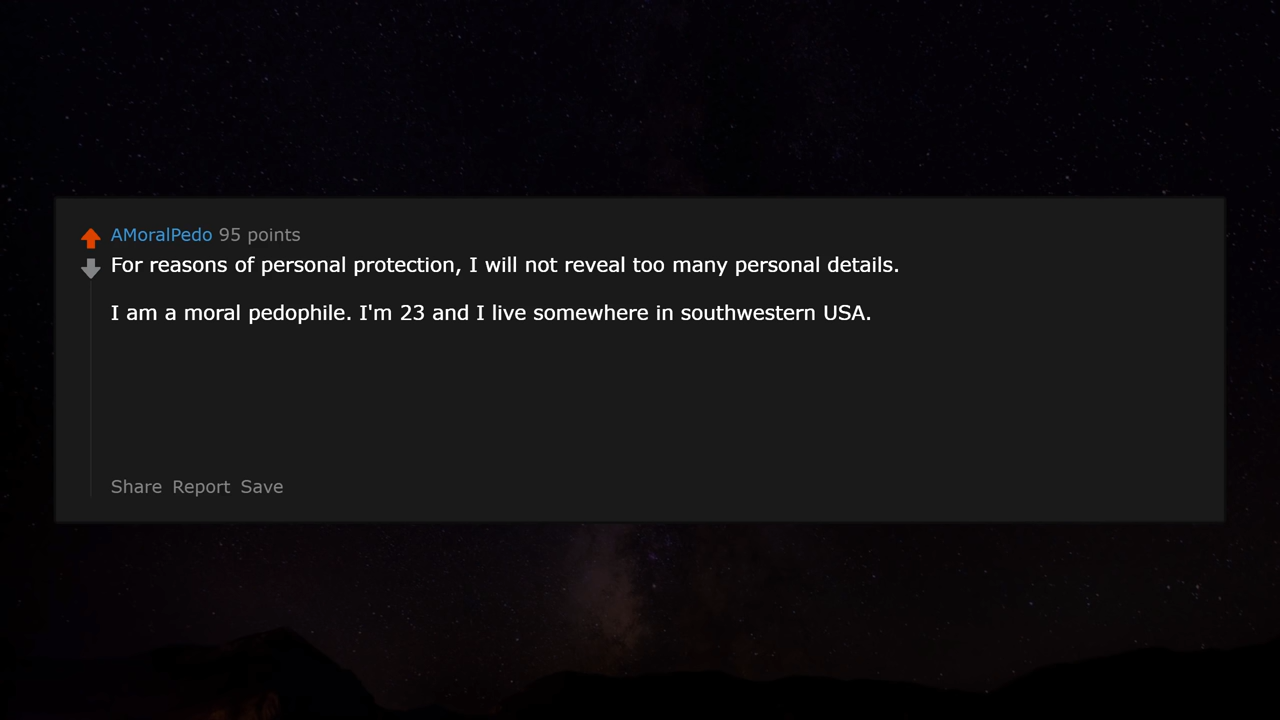 AMoralPedo 95 points
For reasons of personal protection, I will not reveal too many personal details.
I am a moral pedophile. I'm 23 and I live somewhere in southwestern USA.
Share Report Save